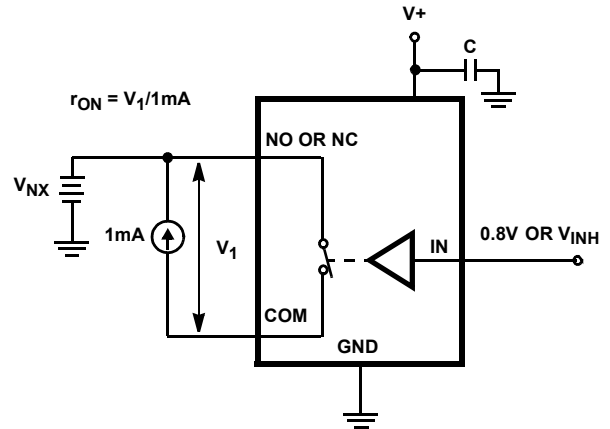 V+
C
rON = V1/1mA
NO OR NC
VNX
1mA
V1
IN
0.8V OR VINH
COM
GND